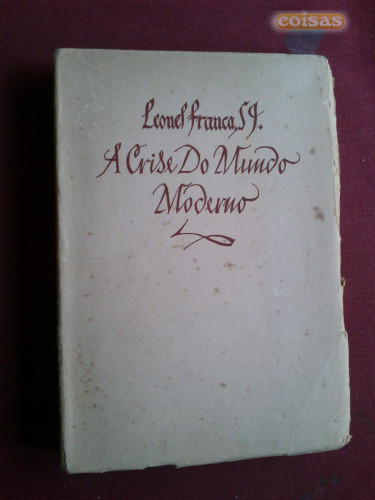 coisas
Leonel Franca, S J.
A Crise Do Mundo
Moderno